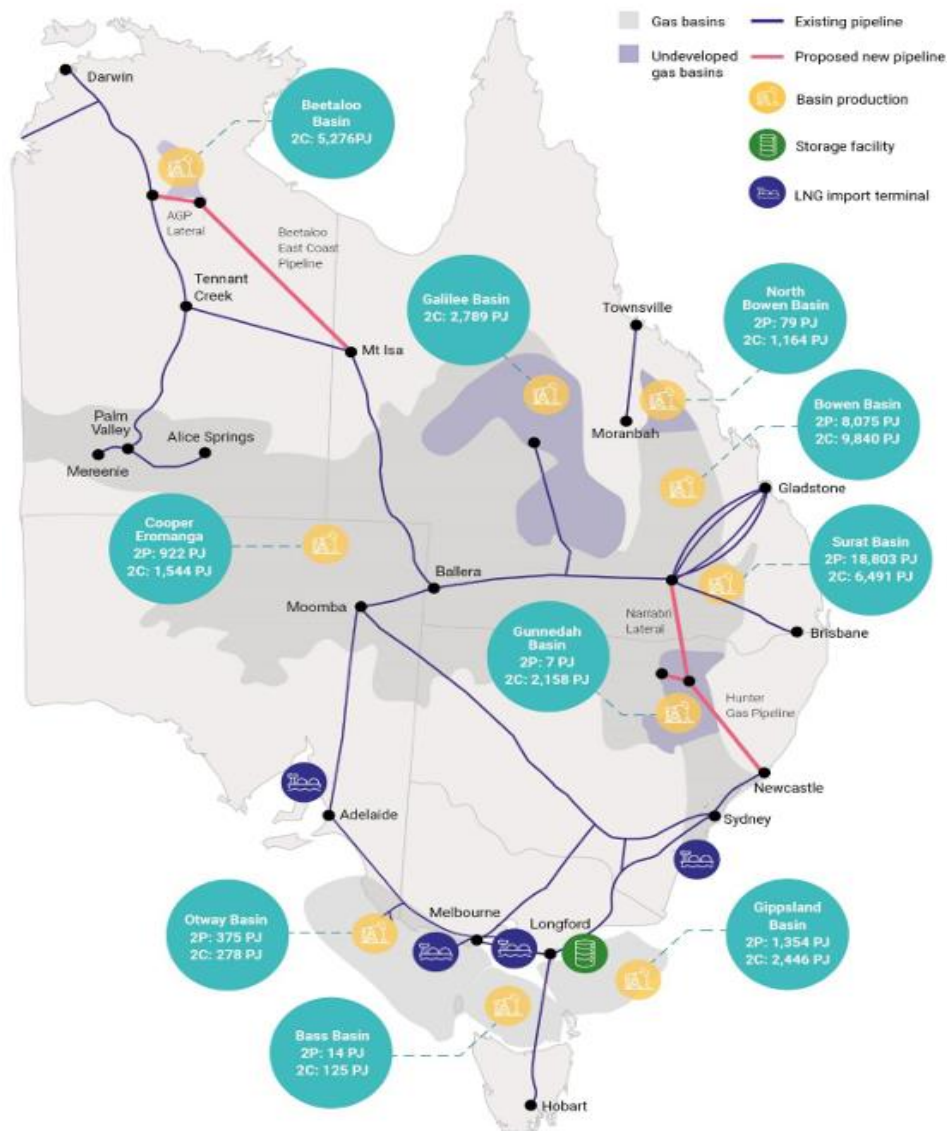 Gas basins
Undeveloped
gas basins
Existing pipeline
Proposed new pipeline
Basin production
Storage facility
LNG import terminal
Darwin
Beetaloo
Basin
2C: 5,276PJ
AGP
Lateral
Beetaloo
East Coast
Pipeline
Tennant
Creek
Mt Isa
Galilee Basin
2C: 2,789 PJ
Townsville
North
Bowen Basin
2P: 79 PJ
2C: 1,164 PJ
Moranbah
Palm
Valley
Alice Springs
Mereenie
Bowen Basin
2P: 8,075 PJ
2C: 9,840 PJ
Gladstone
Cooper
Eromanga
2P: 922 PJ
2C: 1,544 PJ
Surat Basin
2P: 18,803 PJ
2C: 6,491 PJ
Ballera
Moomba
Narrabri
Lateral
Brisbane
Gunnedah
Basin
2P: 7 PJ
2C: 2,158 PJ
Hunter
Gas Pipeline
Newcastle
Adelaide
Sydney
Otway Basin
2P: 375 PJ
2C: 278 PJ
Melbourne
Longford
Gippsland
Basin
2P: 1,354 PJ
2C: 2,446 PJ
Bass Basin
2P: 14 PJ
2C: 125 PJ
Hobart